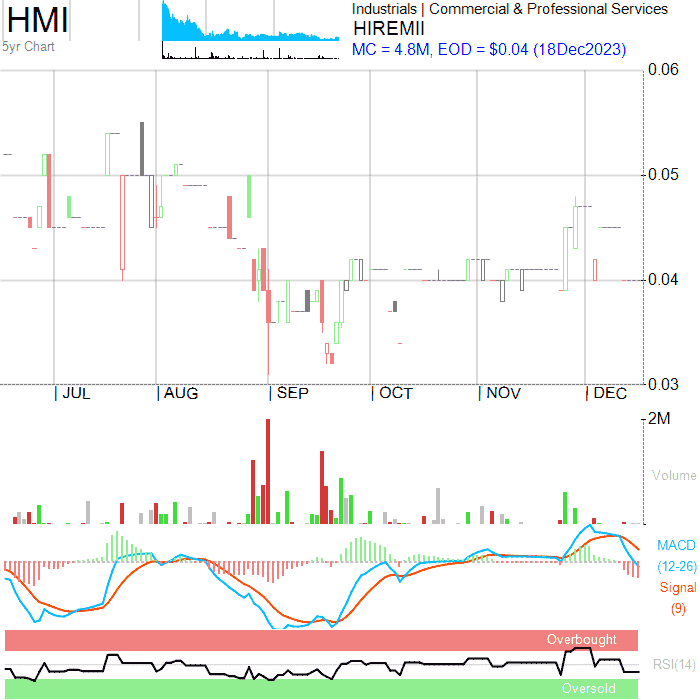 HMI
5yr Chart
Industrials | Commercial & Professional Services
HIREMII
MC = 4.8M, EOD = $0.04 (18Dec2023)
0.06
0.05
0.04
0.03
| JUL
| AUG
| SEP
| OCT
| NOV
| DEC
2M
Volume
MACD
(12-26)
Signal
(9)
Overbought
RSI(14)
Oversold